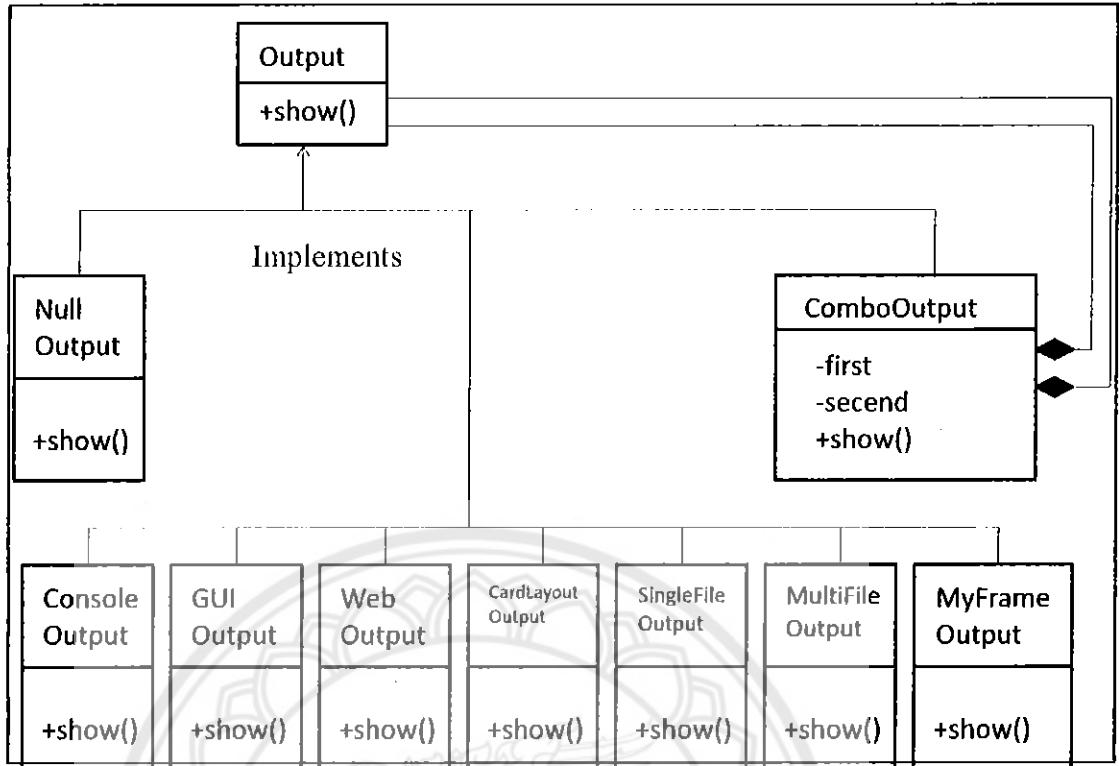 Output
+show()
Implements
Null
Output
+show()
ComboOutput
-first
-secend
+show()
Console
Output
+show()
GUI
Output
+show()
Web
Output
+show()
CardLayout
Output
+show()
SingleFile
Output
+show()
MultiFile
Output
+show()
MyFrame
Output
+show()